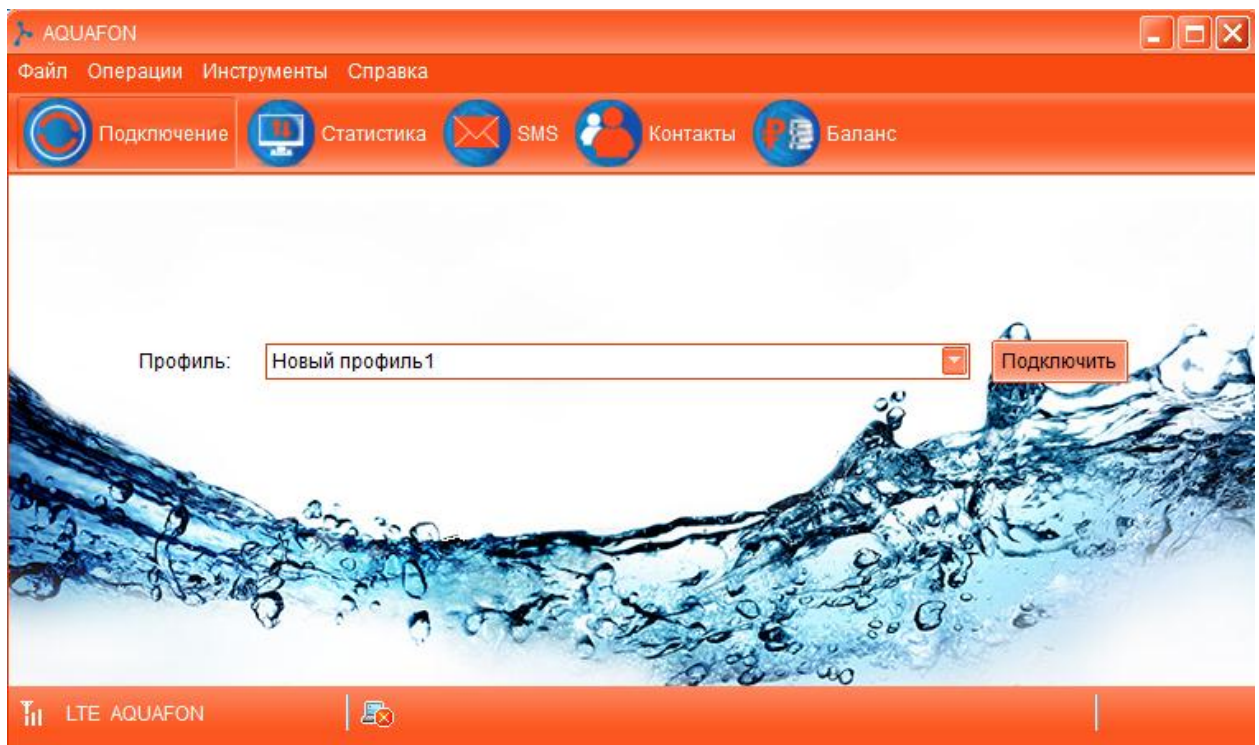 AQUAFON
Файл Операции Инструменты Справка
Подключение Статистика SMS Контакты Баланс
Профиль: Новый профиль1 Подключить
LTE AQUAFON